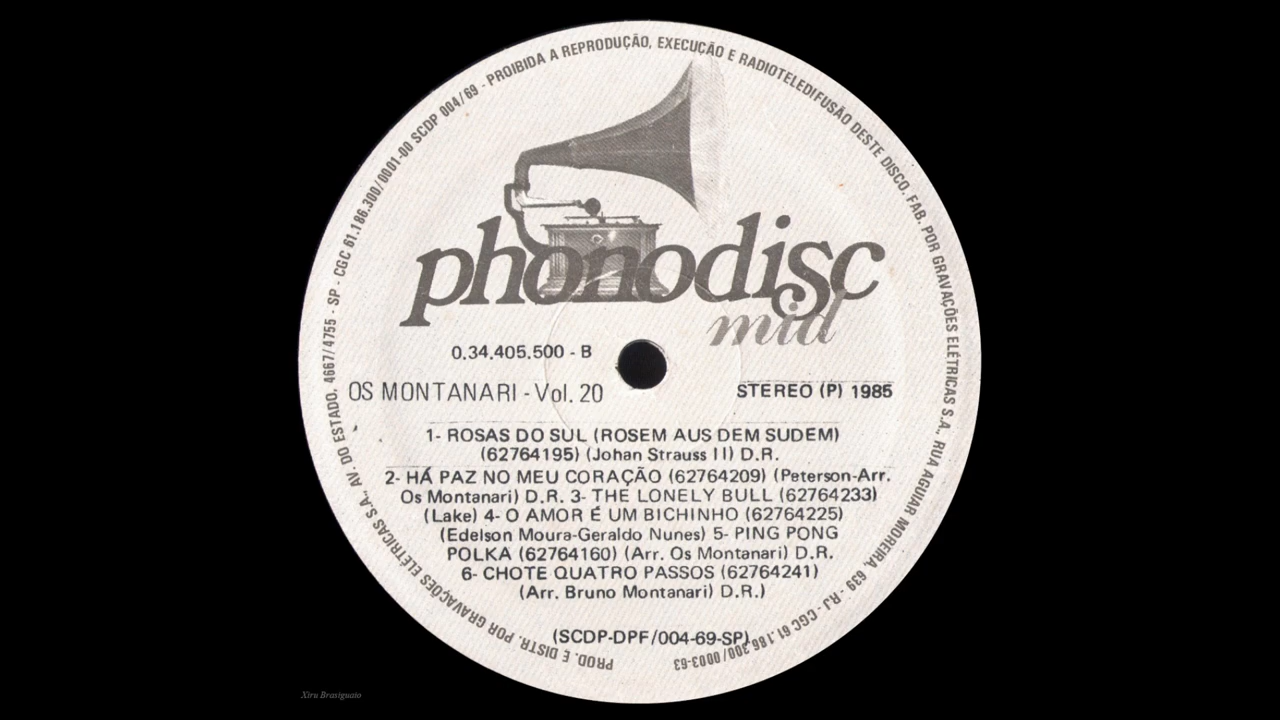 PROD. E DISTR. POR GRAVAÇÕES ELÉTRICAS S.A., AV. DO ESTADO, 4667/4755 - SP - CGC 61.186.300/0001-00 SCDP 004/69 - PROIBIDA A REPRODUÇÃO, EXECUÇÃO E RADIOTELEDIFUSÃO DESTE DISCO. FAB. POR GRAVAÇÕES ELÉTRICAS S.A., RUA AGUIAR MOREIRA, 639 - RJ - CGC 61.186.300/0003-63
phonodisc
mid
0.34.405.500 - B
OS MONTANARI - Vol. 20
STEREO (P) 1985
1- ROSAS DO SUL (ROSEM AUS DEM SUDEM)
(62764195) (Johan Strauss II) D.R.
2- HÁ PAZ NO MEU CORAÇÃO (62764209) (Peterson-Arr.
Os Montanari) D.R. 3- THE LONELY BULL (62764233)
(Lake) 4- O AMOR É UM BICHINHO (62764225)
(Edelson Moura-Geraldo Nunes) 5- PING PONG
POLKA (62764160) (Arr. Os Montanari) D.R.
6- CHOTE QUATRO PASSOS (62764241)
(Arr. Bruno Montanari) D.R.)
(SCDP-DPF/004-69-SP)
Xiru Brasiguaio